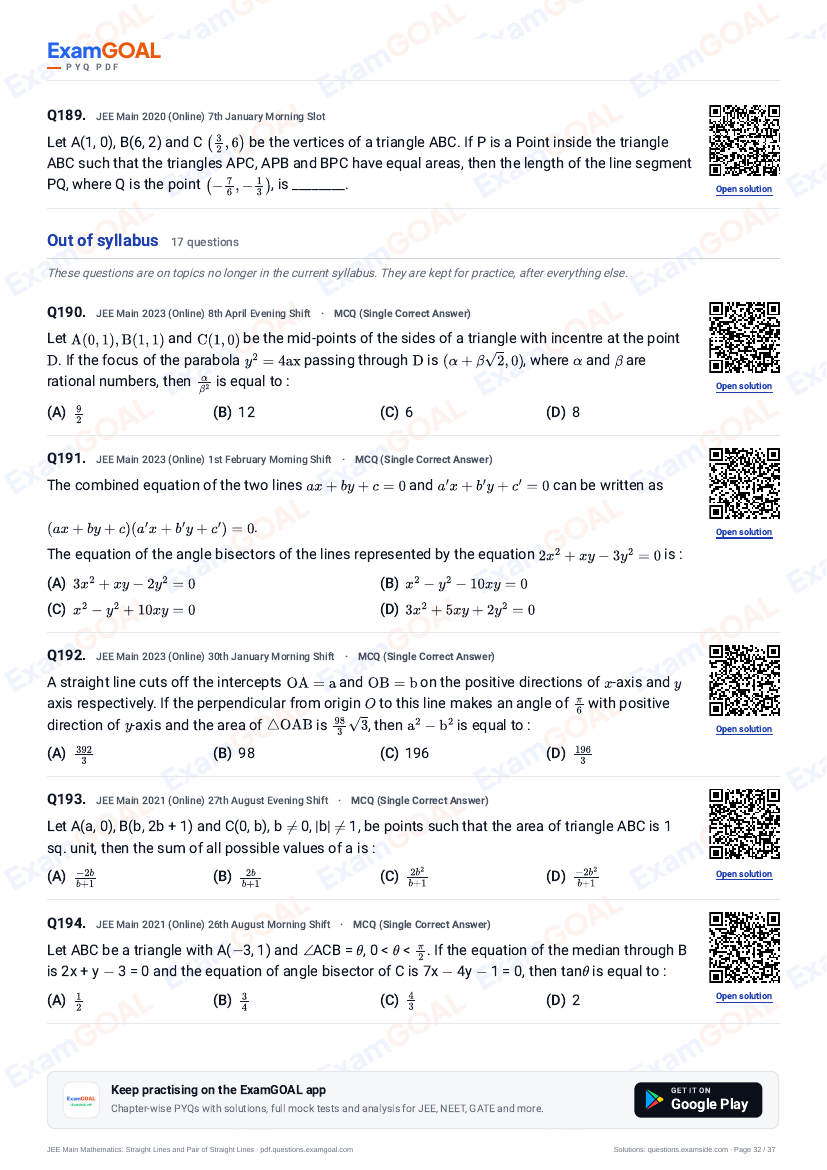 ExamGOAL
PYQ PDF
Q189. JEE Main 2020 (Online) 7th January Morning Slot
Let A(1, 0), B(6, 2) and C (3/2, 6) be the vertices of a triangle ABC. If P is a Point inside the triangle
ABC such that the triangles APC, APB and BPC have equal areas, then the length of the line segment
PQ, where Q is the point (−7/6, −1/3), is ________.
Open solution
Out of syllabus 17 questions
These questions are on topics no longer in the current syllabus. They are kept for practice, after everything else.
Q190. JEE Main 2023 (Online) 8th April Evening Shift · MCQ (Single Correct Answer)
Let A(0, 1), B(1, 1) and C(1, 0) be the mid-points of the sides of a triangle with incentre at the point
D. If the focus of the parabola y² = 4ax passing through D is (α + β√2, 0), where α and β are
rational numbers, then α/β² is equal to :
Open solution
(A) 9/2 (B) 12 (C) 6 (D) 8
Q191. JEE Main 2023 (Online) 1st February Morning Shift · MCQ (Single Correct Answer)
The combined equation of the two lines ax + by + c = 0 and a′x + b′y + c′ = 0 can be written as
(ax + by + c)(a′x + b′y + c′) = 0.
Open solution
The equation of the angle bisectors of the lines represented by the equation 2x² + xy − 3y² = 0 is :
(A) 3x² + xy − 2y² = 0 (B) x² − y² − 10xy = 0
(C) x² − y² + 10xy = 0 (D) 3x² + 5xy + 2y² = 0
Q192. JEE Main 2023 (Online) 30th January Morning Shift · MCQ (Single Correct Answer)
A straight line cuts off the intercepts OA = a and OB = b on the positive directions of x-axis and y
axis respectively. If the perpendicular from origin O to this line makes an angle of π/6 with positive
direction of y-axis and the area of △OAB is 98/3 √3, then a² − b² is equal to :
Open solution
(A) 392/3 (B) 98 (C) 196 (D) 196/3
Q193. JEE Main 2021 (Online) 27th August Evening Shift · MCQ (Single Correct Answer)
Let A(a, 0), B(b, 2b + 1) and C(0, b), b ≠ 0, |b| ≠ 1, be points such that the area of triangle ABC is 1
sq. unit, then the sum of all possible values of a is :
Open solution
(A) −2b/b+1 (B) 2b/b+1 (C) 2b²/b+1 (D) −2b²/b+1
Q194. JEE Main 2021 (Online) 26th August Morning Shift · MCQ (Single Correct Answer)
Let ABC be a triangle with A(−3, 1) and ∠ACB = θ, 0 < θ < π/2. If the equation of the median through B
is 2x + y − 3 = 0 and the equation of angle bisector of C is 7x − 4y − 1 = 0, then tanθ is equal to :
Open solution
(A) 1/2 (B) 3/4 (C) 4/3 (D) 2
Keep practising on the ExamGOAL app
Chapter-wise PYQs with solutions, full mock tests and analysis for JEE, NEET, GATE and more.
GET IT ON
Google Play
JEE Main Mathematics: Straight Lines and Pair of Straight Lines · pdf.questions.examgoal.com
Solutions: questions.examside.com · Page 32 / 37